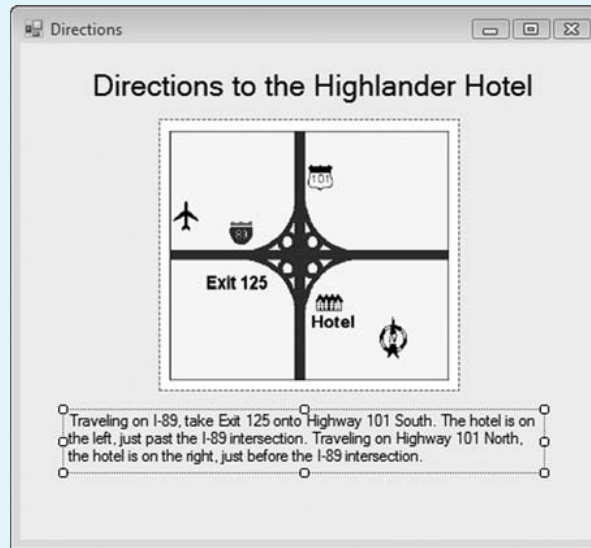 Directions
Directions to the Highlander Hotel
101
89
Exit 125
Hotel
N
Traveling on I-89, take Exit 125 onto Highway 101 South. The hotel is on
the left, just past the I-89 intersection. Traveling on Highway 101 North,
the hotel is on the right, just before the I-89 intersection.